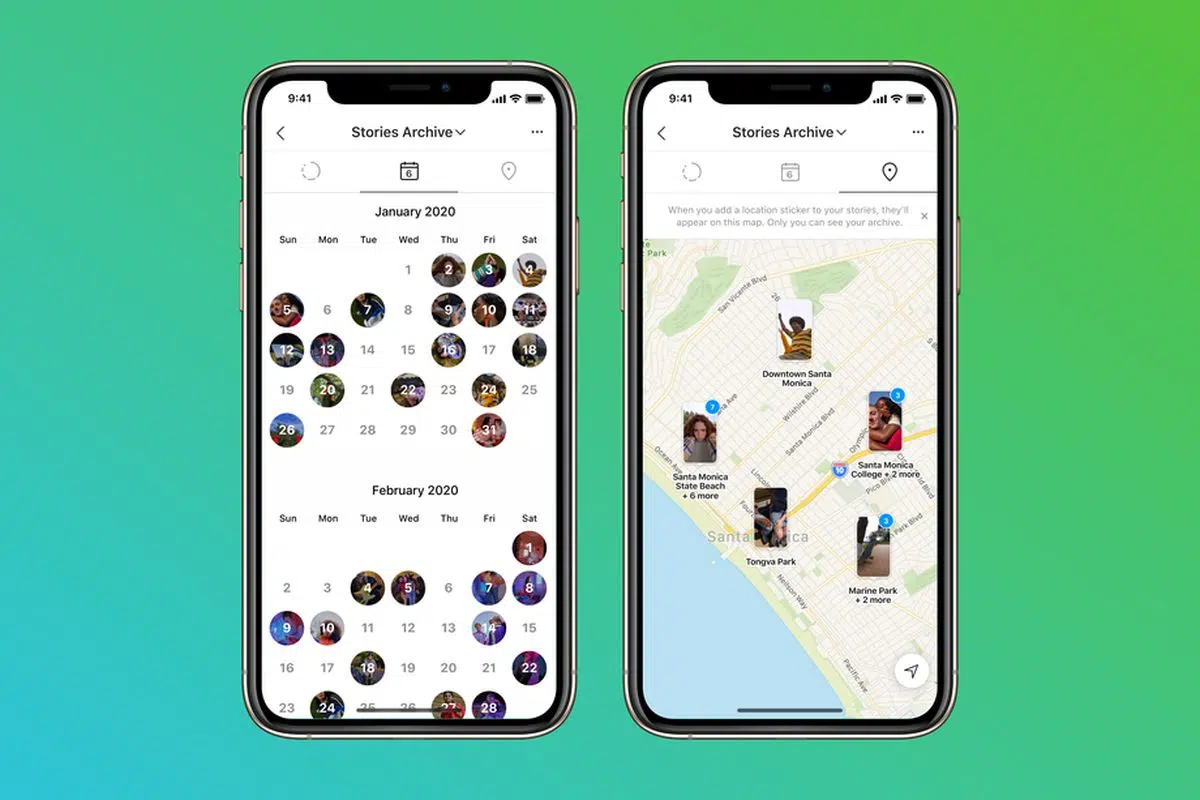 9:41
Stories Archive
6
January 2020
Sun Mon Tue Wed Thu Fri Sat
1 2 3 4
5 6 7 8 9 10 11
12 13 14 15 16 17 18
19 20 21 22 23 24 25
26 27 28 29 30 31
February 2020
Sun Mon Tue Wed Thu Fri Sat
1
2 3 4 5 6 7 8
9 10 11 12 13 14 15
16 17 18 19 20 21 22
23 24 25 26 27 28
9:41
Stories Archive
6
When you add a location sticker to your stories, they'll
appear on this map. Only you can see your archive.
Park
San Vicente Blvd
26
Downtown Santa
Monica
Wilshire Blvd
Santa Monica Blvd
7
Santa Monica
State Beach
+ 6 more
3
Santa Monica
College + 2 more
10
Olympic
Pico Blvd
Ocean Ave
Santa Monica
Tongva Park
3
Park Blvd
Marine Park
+ 2 more
Neilson Way
Pacific Ave